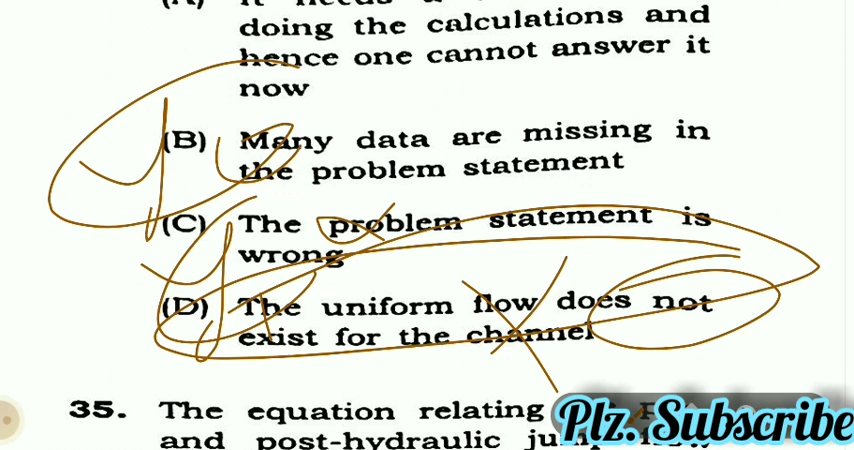 doing the calculations and
hence one cannot answer it
now
(B) Many data are missing in
the problem statement
(C) The problem statement is
wrong
(D) The uniform flow does not
exist for the channel
35. The equation relating
and post-hydraulic
Plz. Subscribe